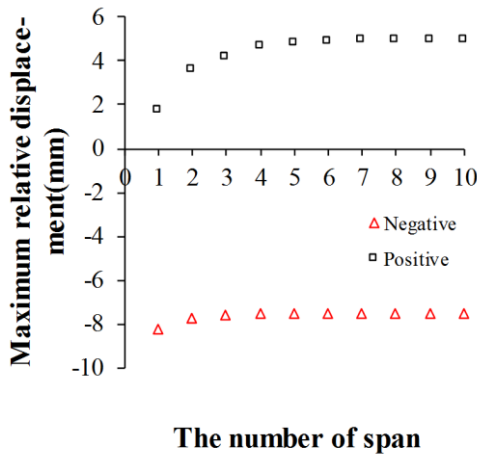 Maximum relative displace-
ment(mm)
6
4
2
0
-2
-4
-6
-8
-10
0 1 2 3 4 5 6 7 8 9 10
Negative
Positive
The number of span